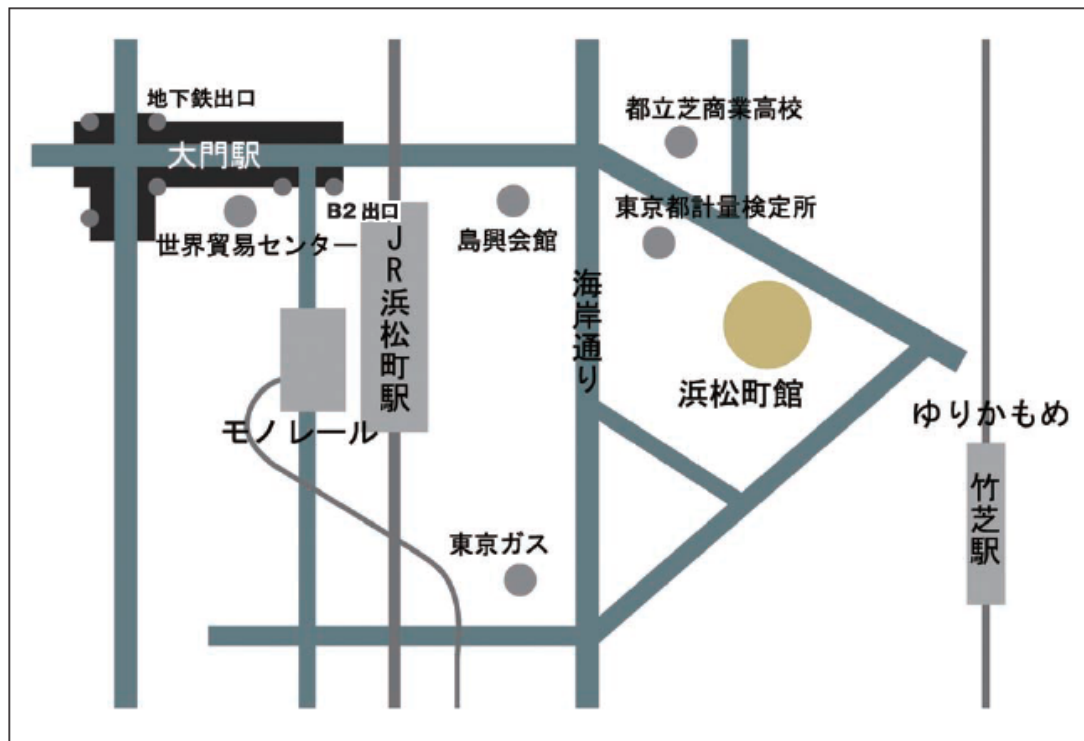 地下鉄出口
都立芝商業高校
大門駅
東京都計量検定所
B2 出口
世界貿易センター
島興会館
JR浜松町駅
海岸通り
浜松町館
モノレール
ゆりかもめ
竹芝駅
東京ガス